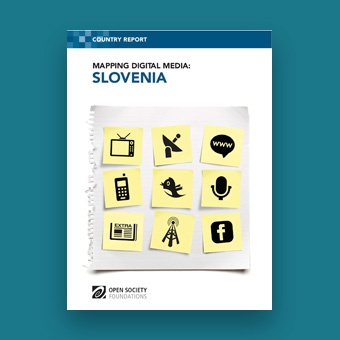 COUNTRY REPORT
MAPPING DIGITAL MEDIA:
SLOVENIA
WWW
EXTRA
f
OPEN SOCIETY
FOUNDATIONS